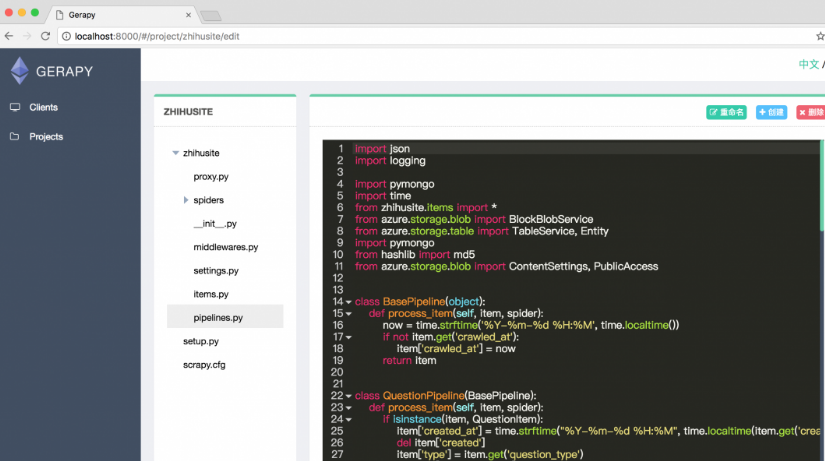 Gerapy
localhost:8000/#/project/zhihusite/edit
GERAPY
中文 /
Clients
Projects
ZHIHUSITE
重命名
创建
删除
zhihusite
proxy.py
spiders
__init__.py
middlewares.py
settings.py
items.py
pipelines.py
setup.py
scrapy.cfg
1 import json
2 import logging
3
4 import pymongo
5 import time
6 from zhihusite.items import *
7 from azure.storage.blob import BlockBlobService
8 from azure.storage.table import TableService, Entity
9 import pymongo
10 from hashlib import md5
11 from azure.storage.blob import ContentSettings, PublicAccess
12
13
14 class BasePipeline(object):
15 def process_item(self, item, spider):
16 now = time.strftime('%Y-%m-%d %H:%M', time.localtime())
17 if not item.get('crawled_at'):
18 item['crawled_at'] = now
19 return item
20
21
22 class QuestionPipeline(BasePipeline):
23 def process_item(self, item, spider):
24 if isinstance(item, QuestionItem):
25 item['created_at'] = time.strftime("%Y-%m-%d %H:%M", time.localtime(item.get('crea
26 del item['created']
27 item['type'] = item.get('question_type')